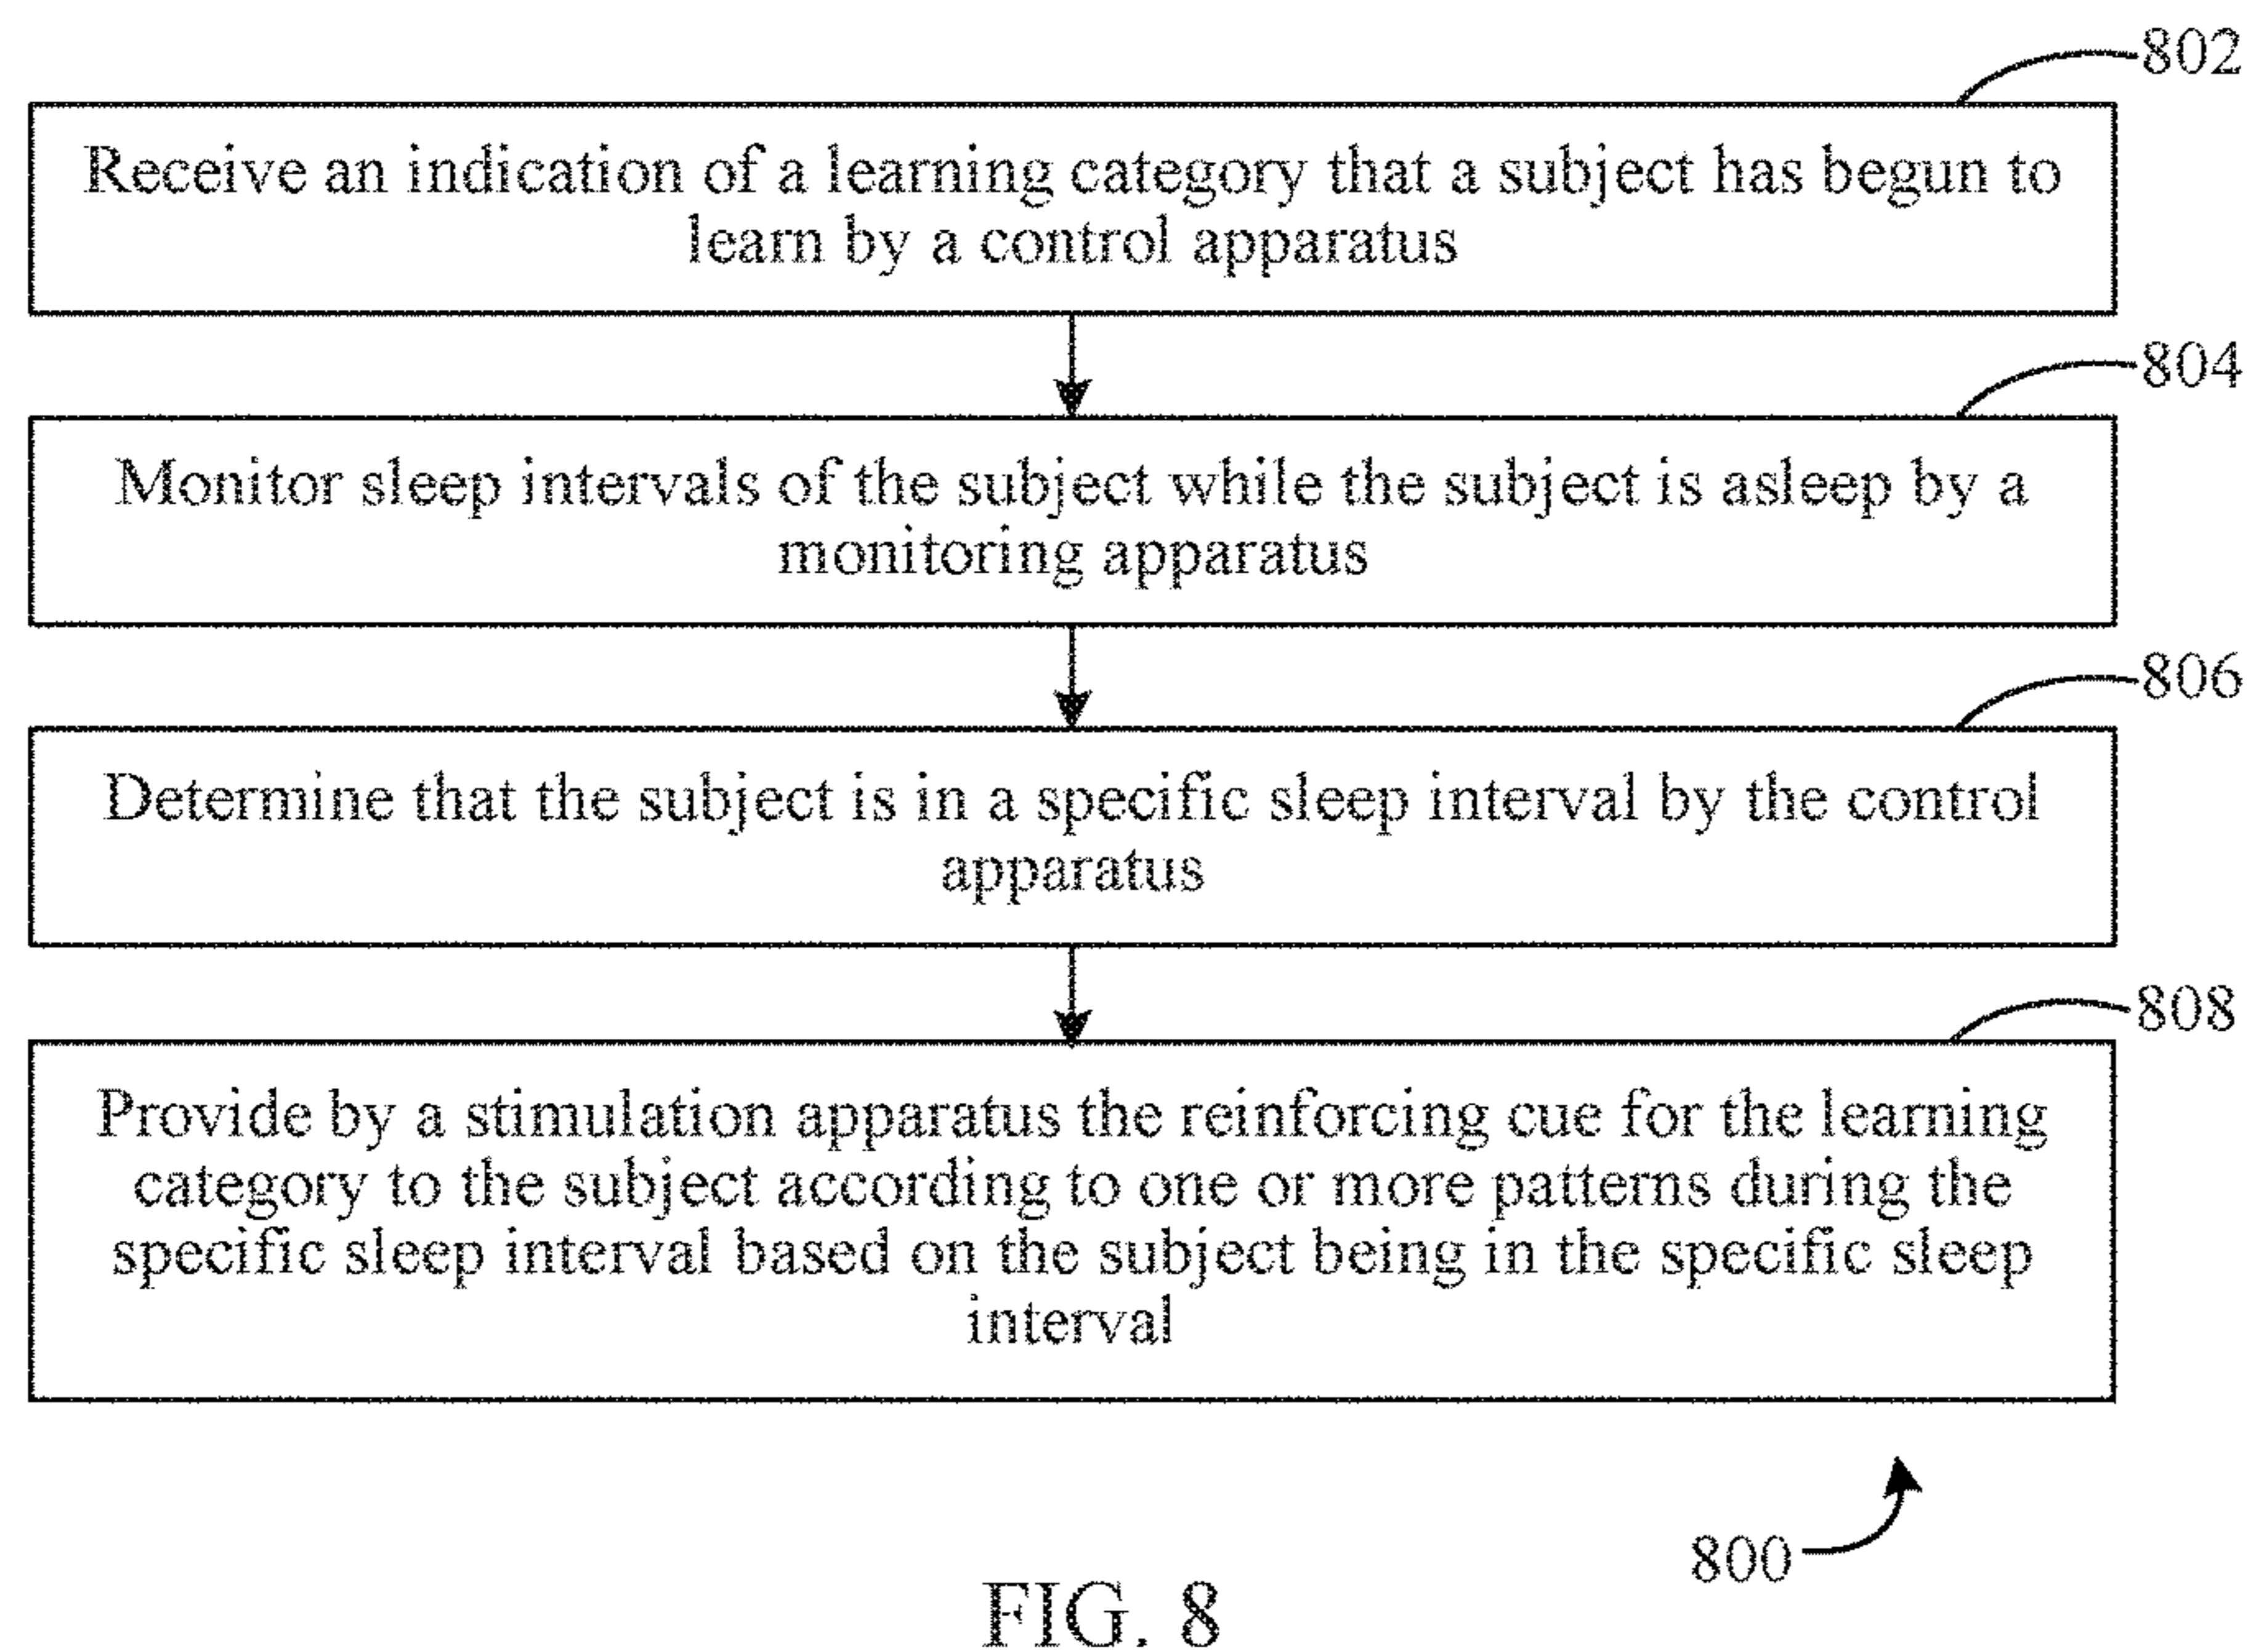 802
Receive an indication of a learning category that a subject has begun to
learn by a control apparatus
804
Monitor sleep intervals of the subject while the subject is asleep by a
monitoring apparatus
806
Determine that the subject is in a specific sleep interval by the control
apparatus
808
Provide by a stimulation apparatus the reinforcing cue for the learning
category to the subject according to one or more patterns during the
specific sleep interval based on the subject being in the specific sleep
interval
800
FIG. 8